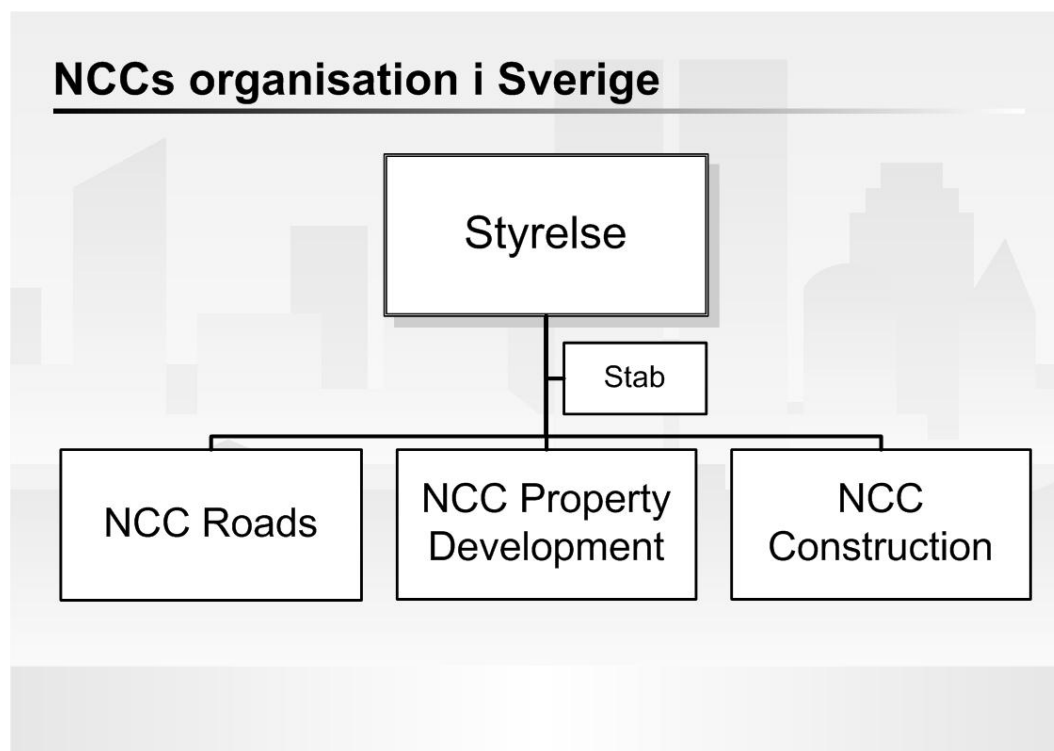 NCCs organisation i Sverige
Styrelse
Stab
NCC Roads
NCC Property
Development
NCC
Construction